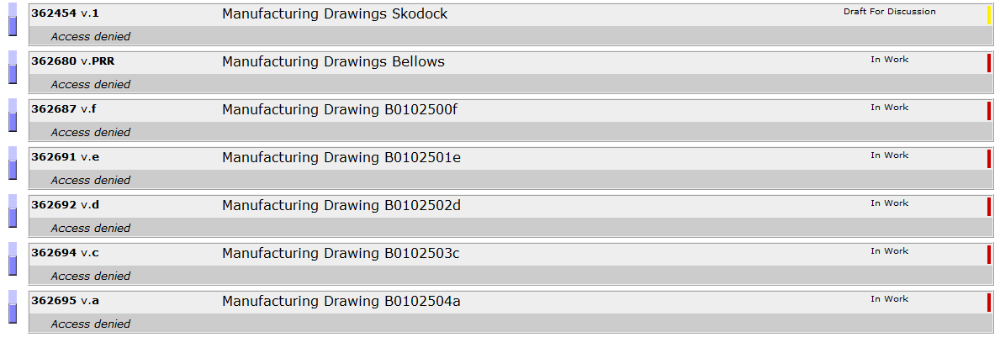 362454 v.1 Manufacturing Drawings Skodock Draft For Discussion
Access denied
362680 v.PRR Manufacturing Drawings Bellows In Work
Access denied
362687 v.f Manufacturing Drawing B0102500f In Work
Access denied
362691 v.e Manufacturing Drawing B0102501e In Work
Access denied
362692 v.d Manufacturing Drawing B0102502d In Work
Access denied
362694 v.c Manufacturing Drawing B0102503c In Work
Access denied
362695 v.a Manufacturing Drawing B0102504a In Work
Access denied